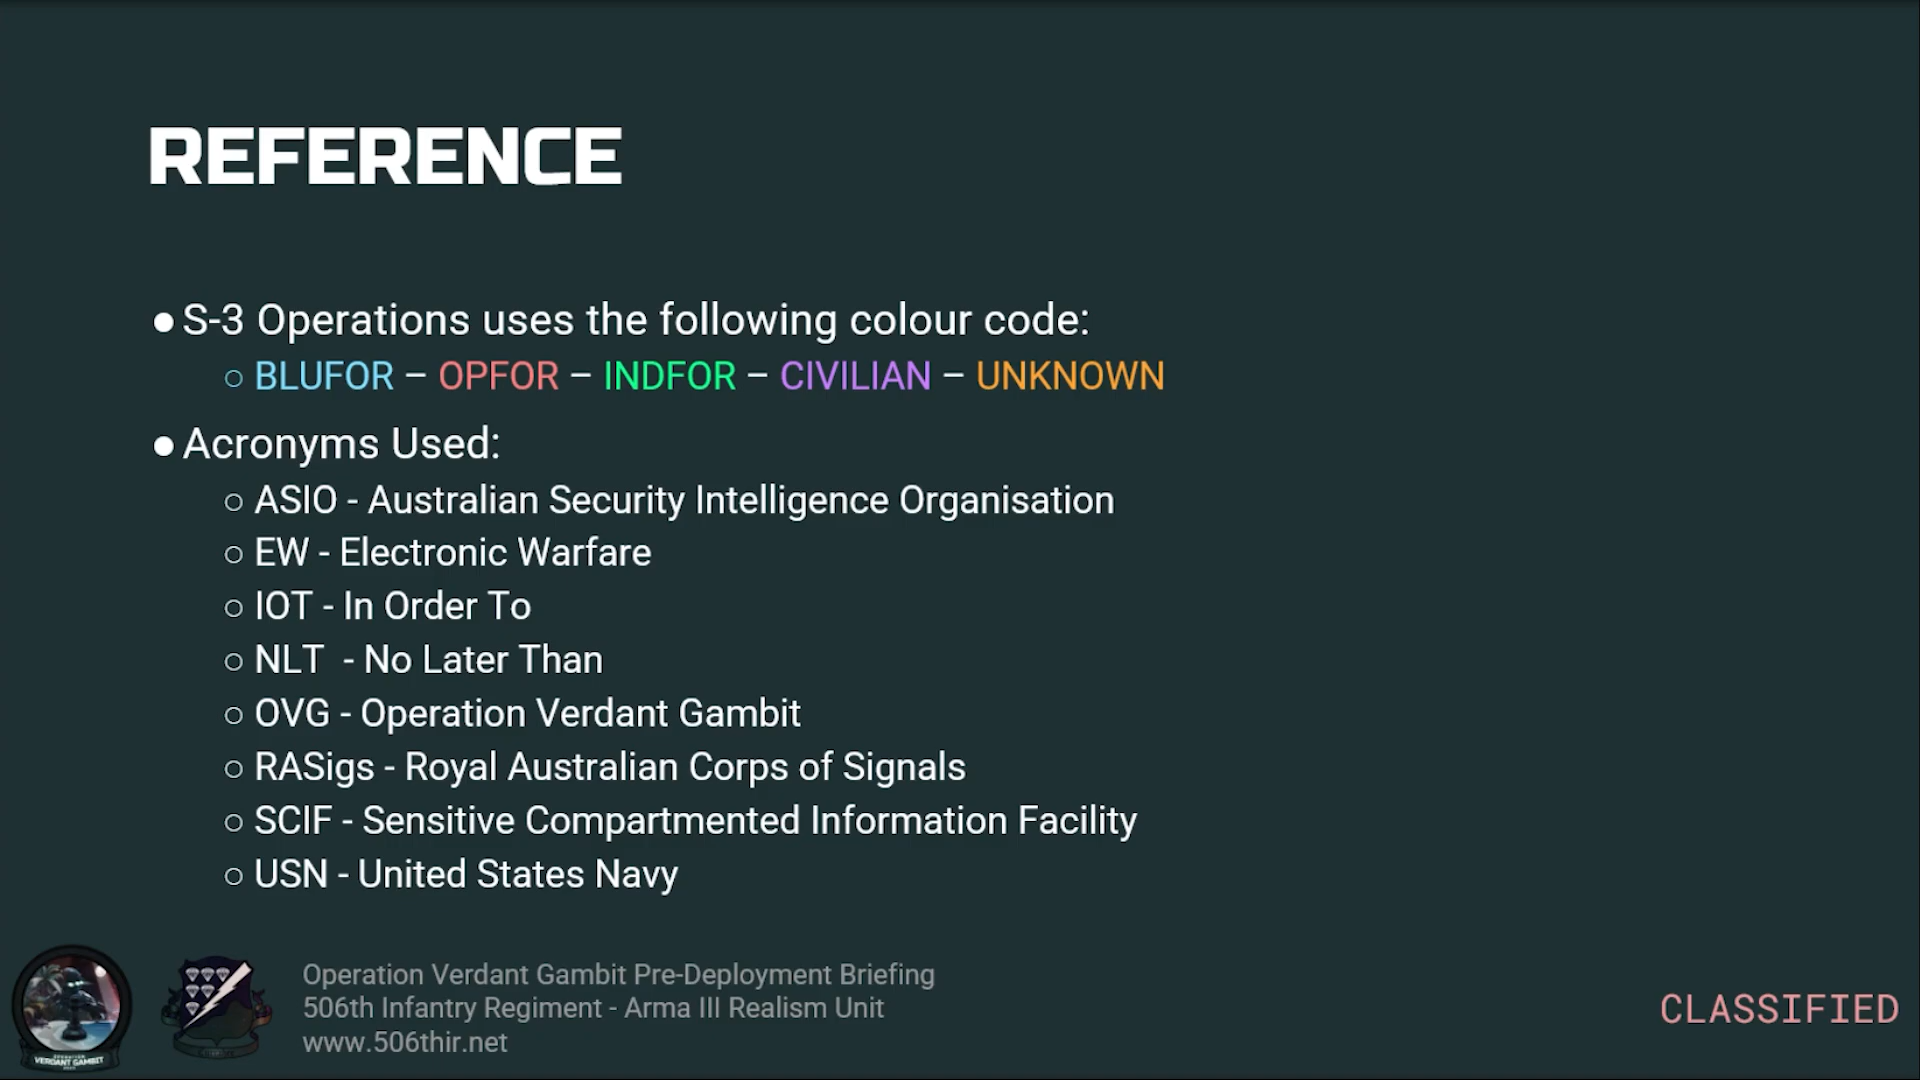 REFERENCE
● S-3 Operations uses the following colour code:
○ BLUFOR – OPFOR – INDFOR – CIVILIAN – UNKNOWN
● Acronyms Used:
○ ASIO - Australian Security Intelligence Organisation
○ EW - Electronic Warfare
○ IOT - In Order To
○ NLT  - No Later Than
○ OVG - Operation Verdant Gambit
○ RASigs - Royal Australian Corps of Signals
○ SCIF - Sensitive Compartmented Information Facility
○ USN - United States Navy
OPERATION
VERDANT GAMBIT
Operation Verdant Gambit Pre-Deployment Briefing
506th Infantry Regiment - Arma III Realism Unit
www.506thir.net
CLASSIFIED